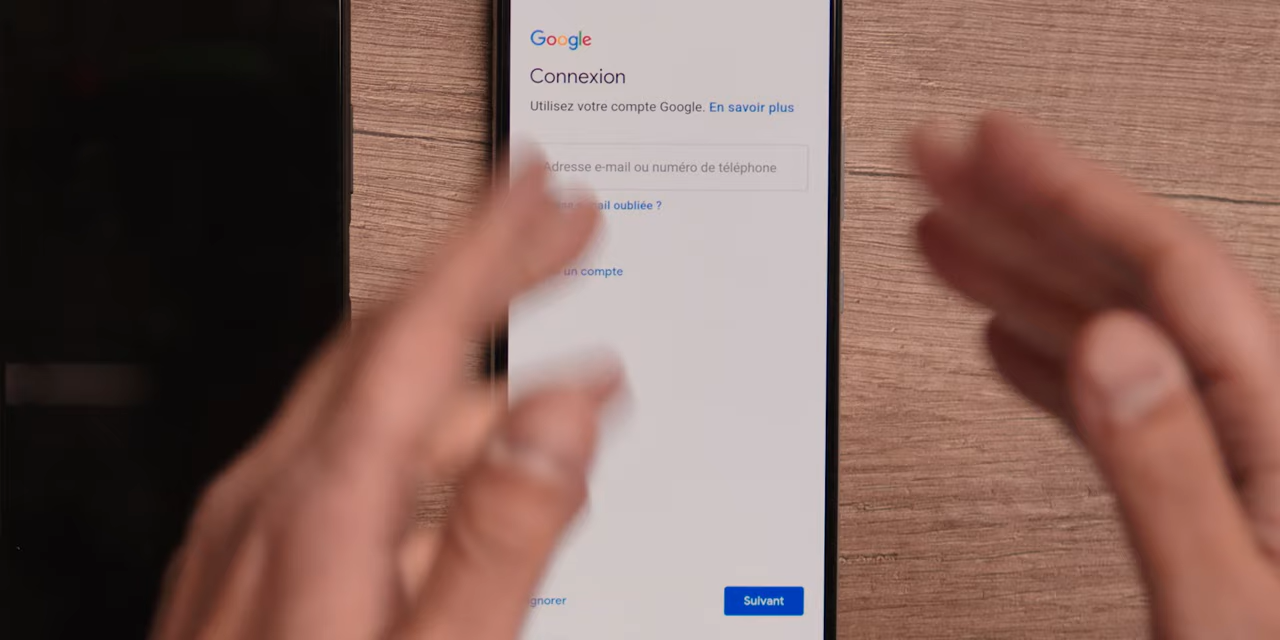 Google
Connexion
Utilisez votre compte Google. En savoir plus
Adresse e-mail ou numéro de téléphone
oubliée ?
un compte
Suivant